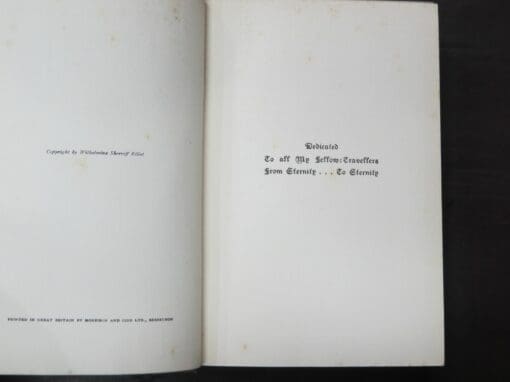 Copyright by Wilhelmina Sherriff Elliot
PRINTED IN GREAT BRITAIN BY MORRISON AND GIBB LTD., EDINBURGH
Dedicated
To all My Fellow-Travellers
From Eternity . . . To Eternity